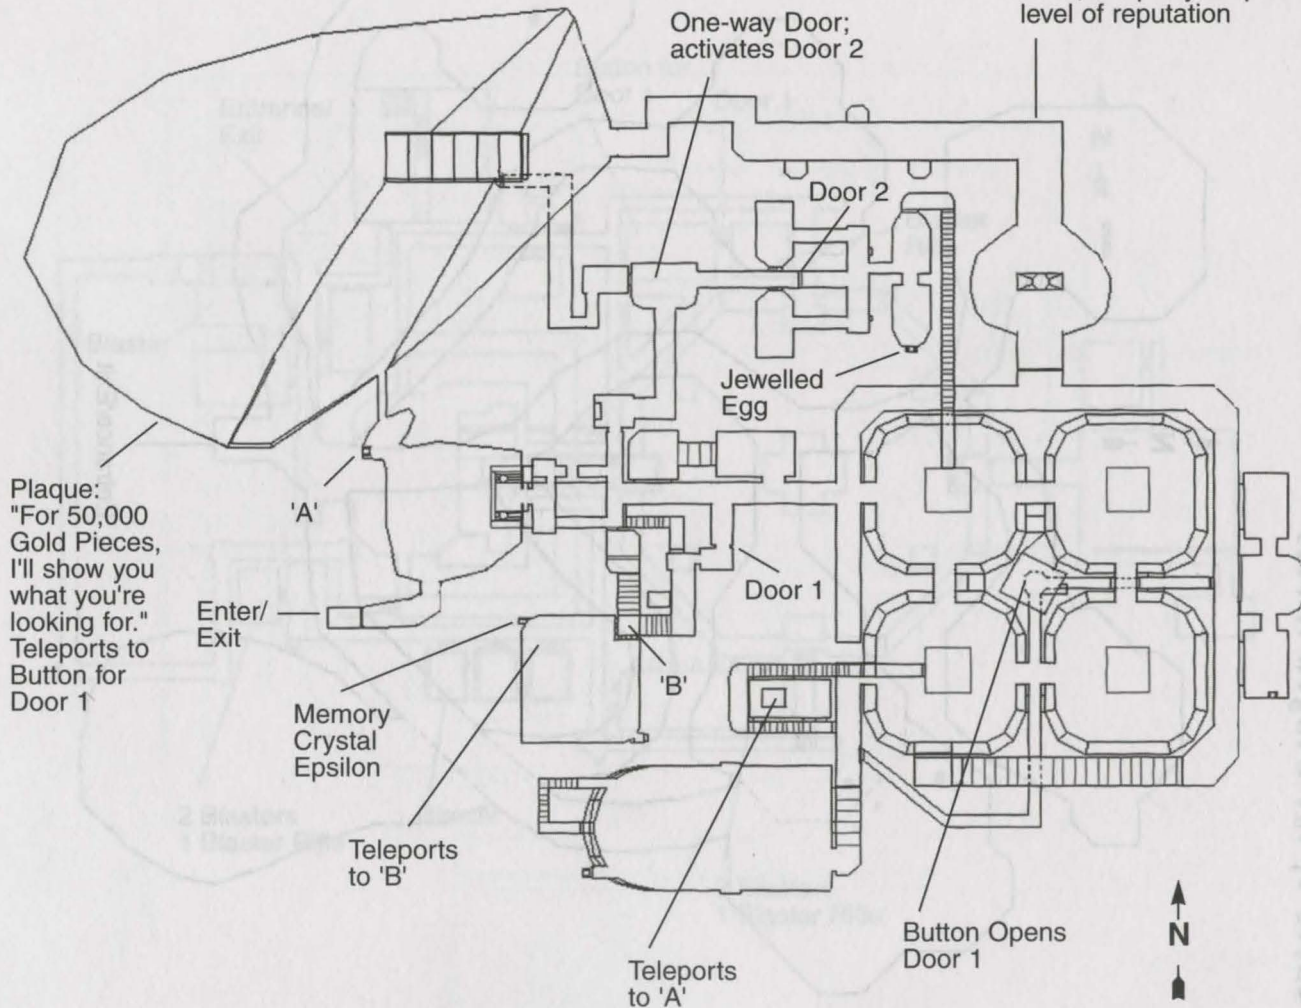 level of reputation
One-way Door;
activates Door 2
Door 2
Jewelled
Egg
'A'
Plaque:
"For 50,000
Gold Pieces,
I'll show you
what you're
looking for."
Teleports to
Button for
Door 1
Enter/
Exit
Door 1
'B'
Memory
Crystal
Epsilon
Teleports
to 'B'
Teleports
to 'A'
Button Opens
Door 1
N